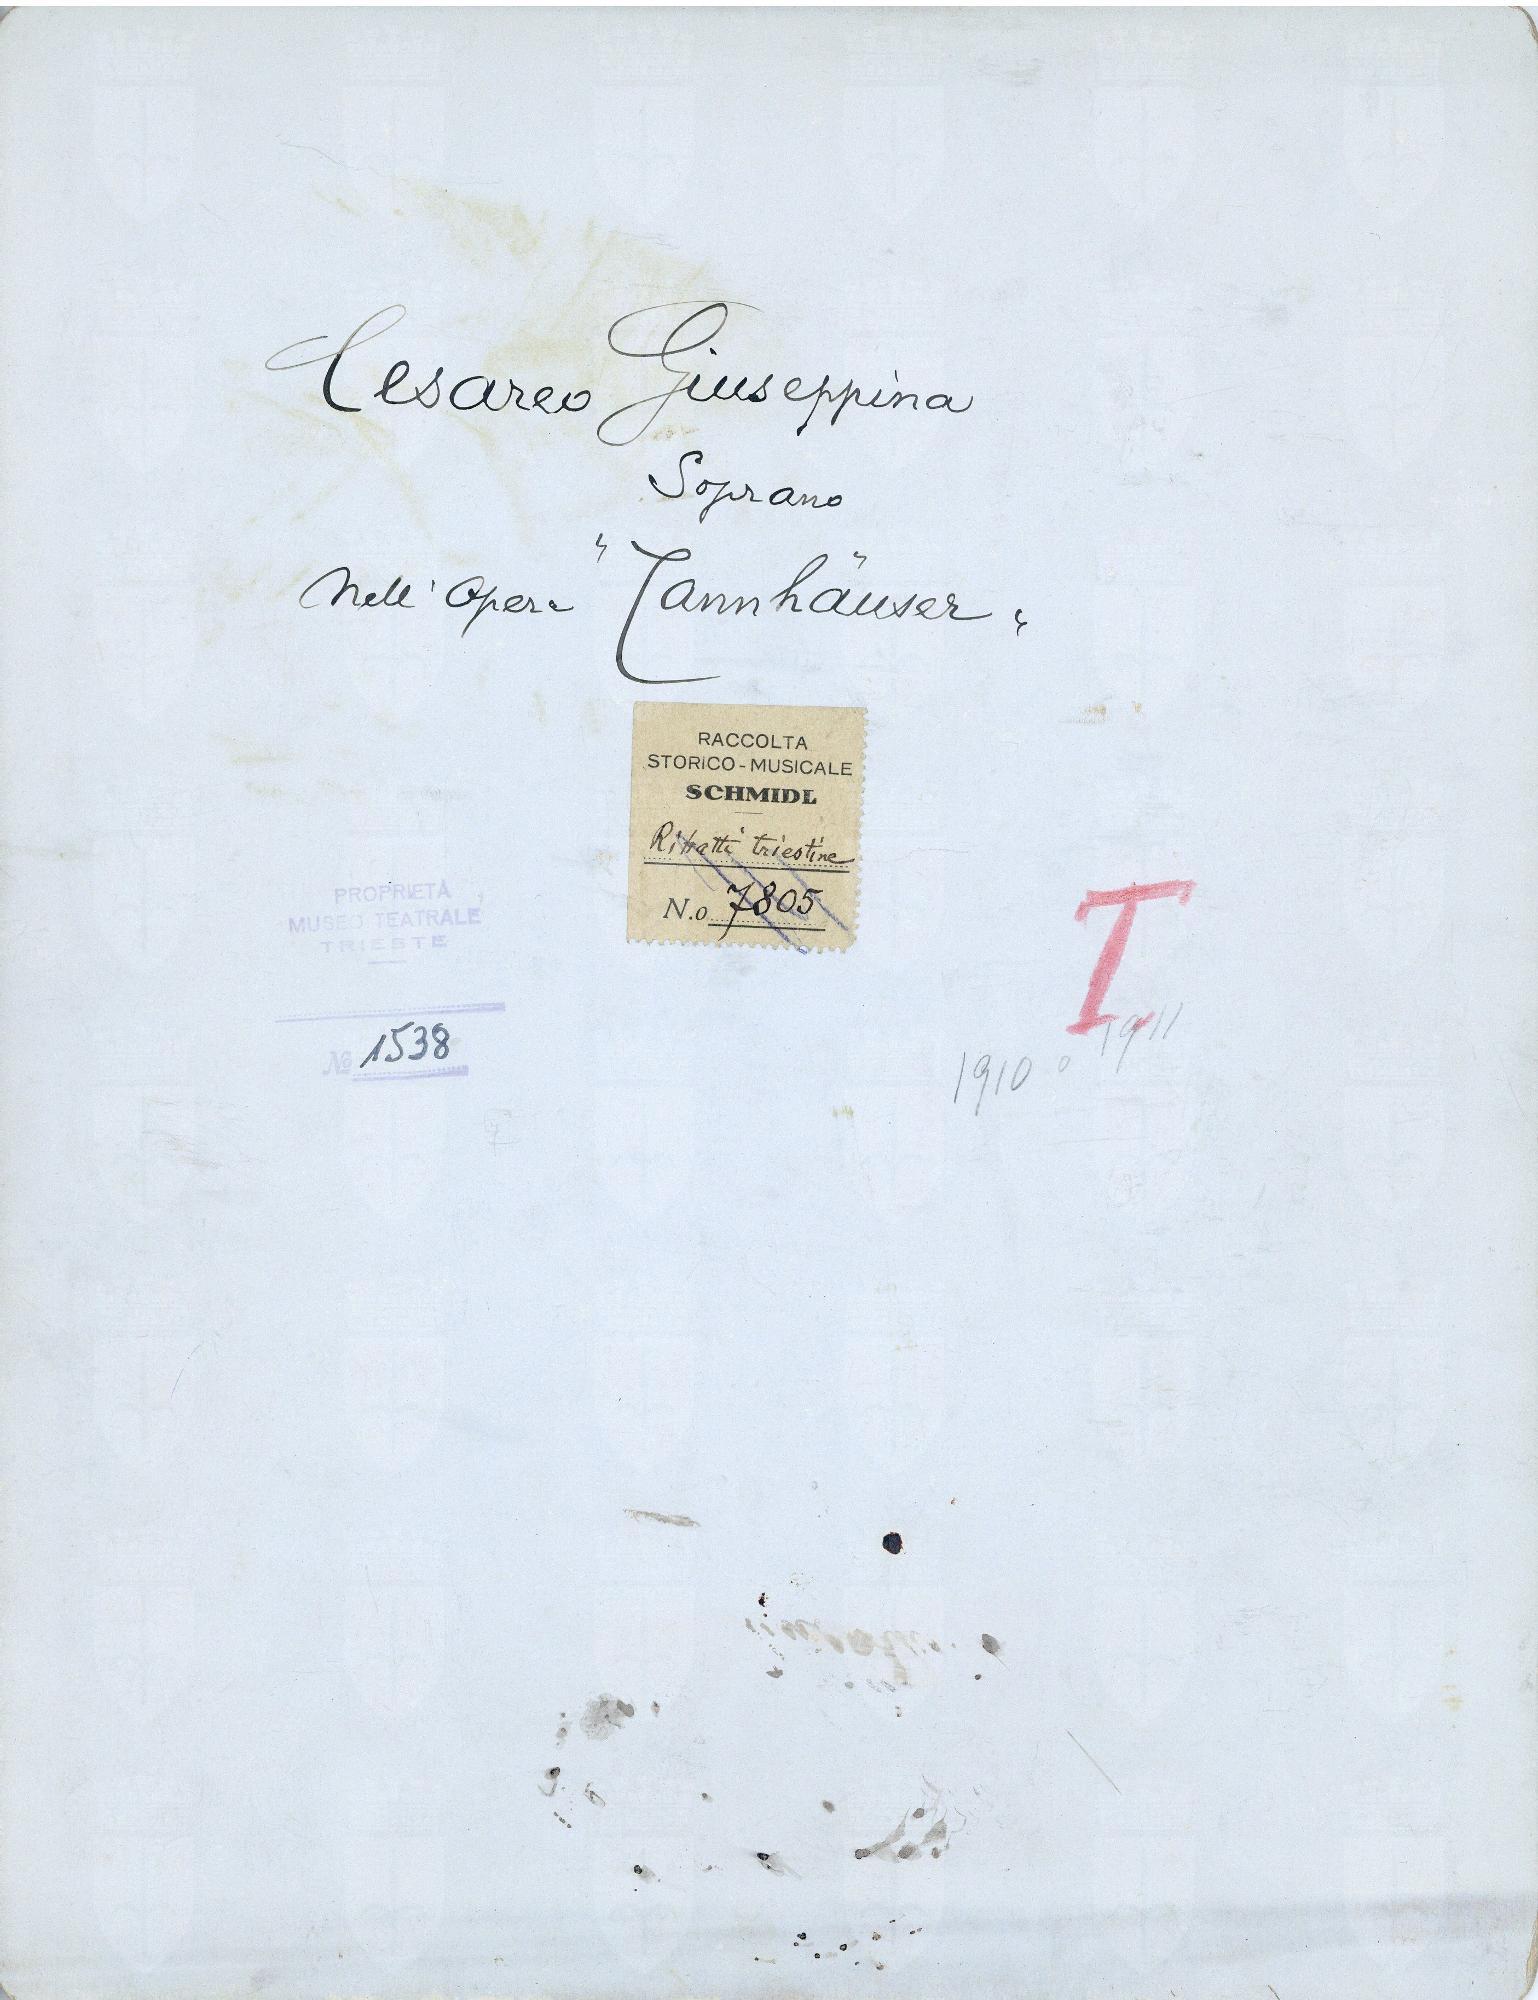 Cesareo Giuseppina
Soprano
nell' Opera "Tannhäuser"
RACCOLTA
STORICO-MUSICALE
SCHMIDL
Ritratti triestine
N.o 7805
PROPRIETÀ
MUSEO TEATRALE
TRIESTE
No 1538
T
1910 o 1911